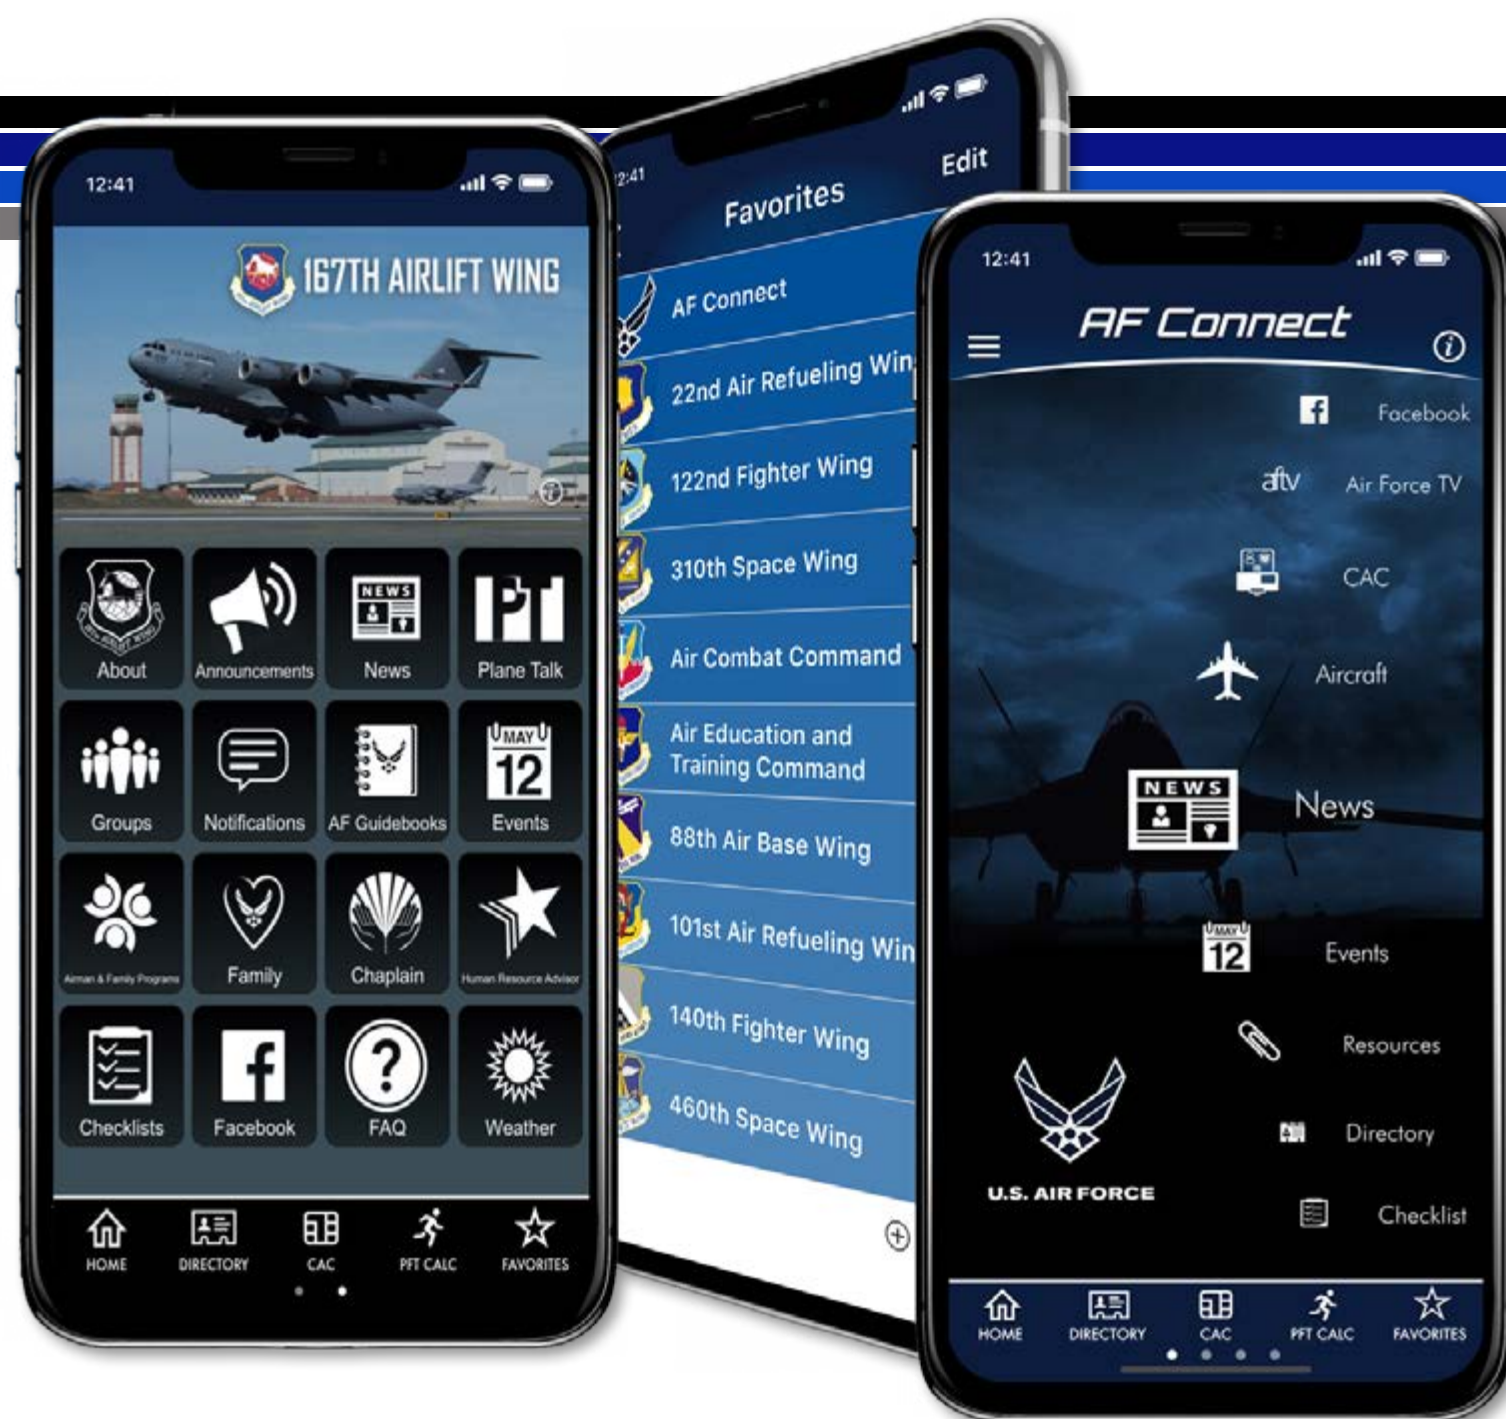 12:41
167TH AIRLIFT WING
About
Announcements
NEWS
News
PT
Plane Talk
Groups
Notifications
AF Guidebooks
MAY
12
Events
Airman & Family Programs
Family
Chaplain
Human Resource Advisor
Checklists
Facebook
?
FAQ
Weather
HOME
DIRECTORY
CAC
PFT CALC
FAVORITES
2:41
Edit
Favorites
AF Connect
22nd Air Refueling Win
122nd Fighter Wing
310th Space Wing
Air Combat Command
Air Education and
Training Command
88th Air Base Wing
101st Air Refueling Win
140th Fighter Wing
460th Space Wing
12:41
AF Connect
f Facebook
aftv Air Force TV
CAC
Aircraft
NEWS
News
MAY
12
Events
Resources
Directory
Checklist
U.S. AIR FORCE
HOME
DIRECTORY
CAC
PFT CALC
FAVORITES